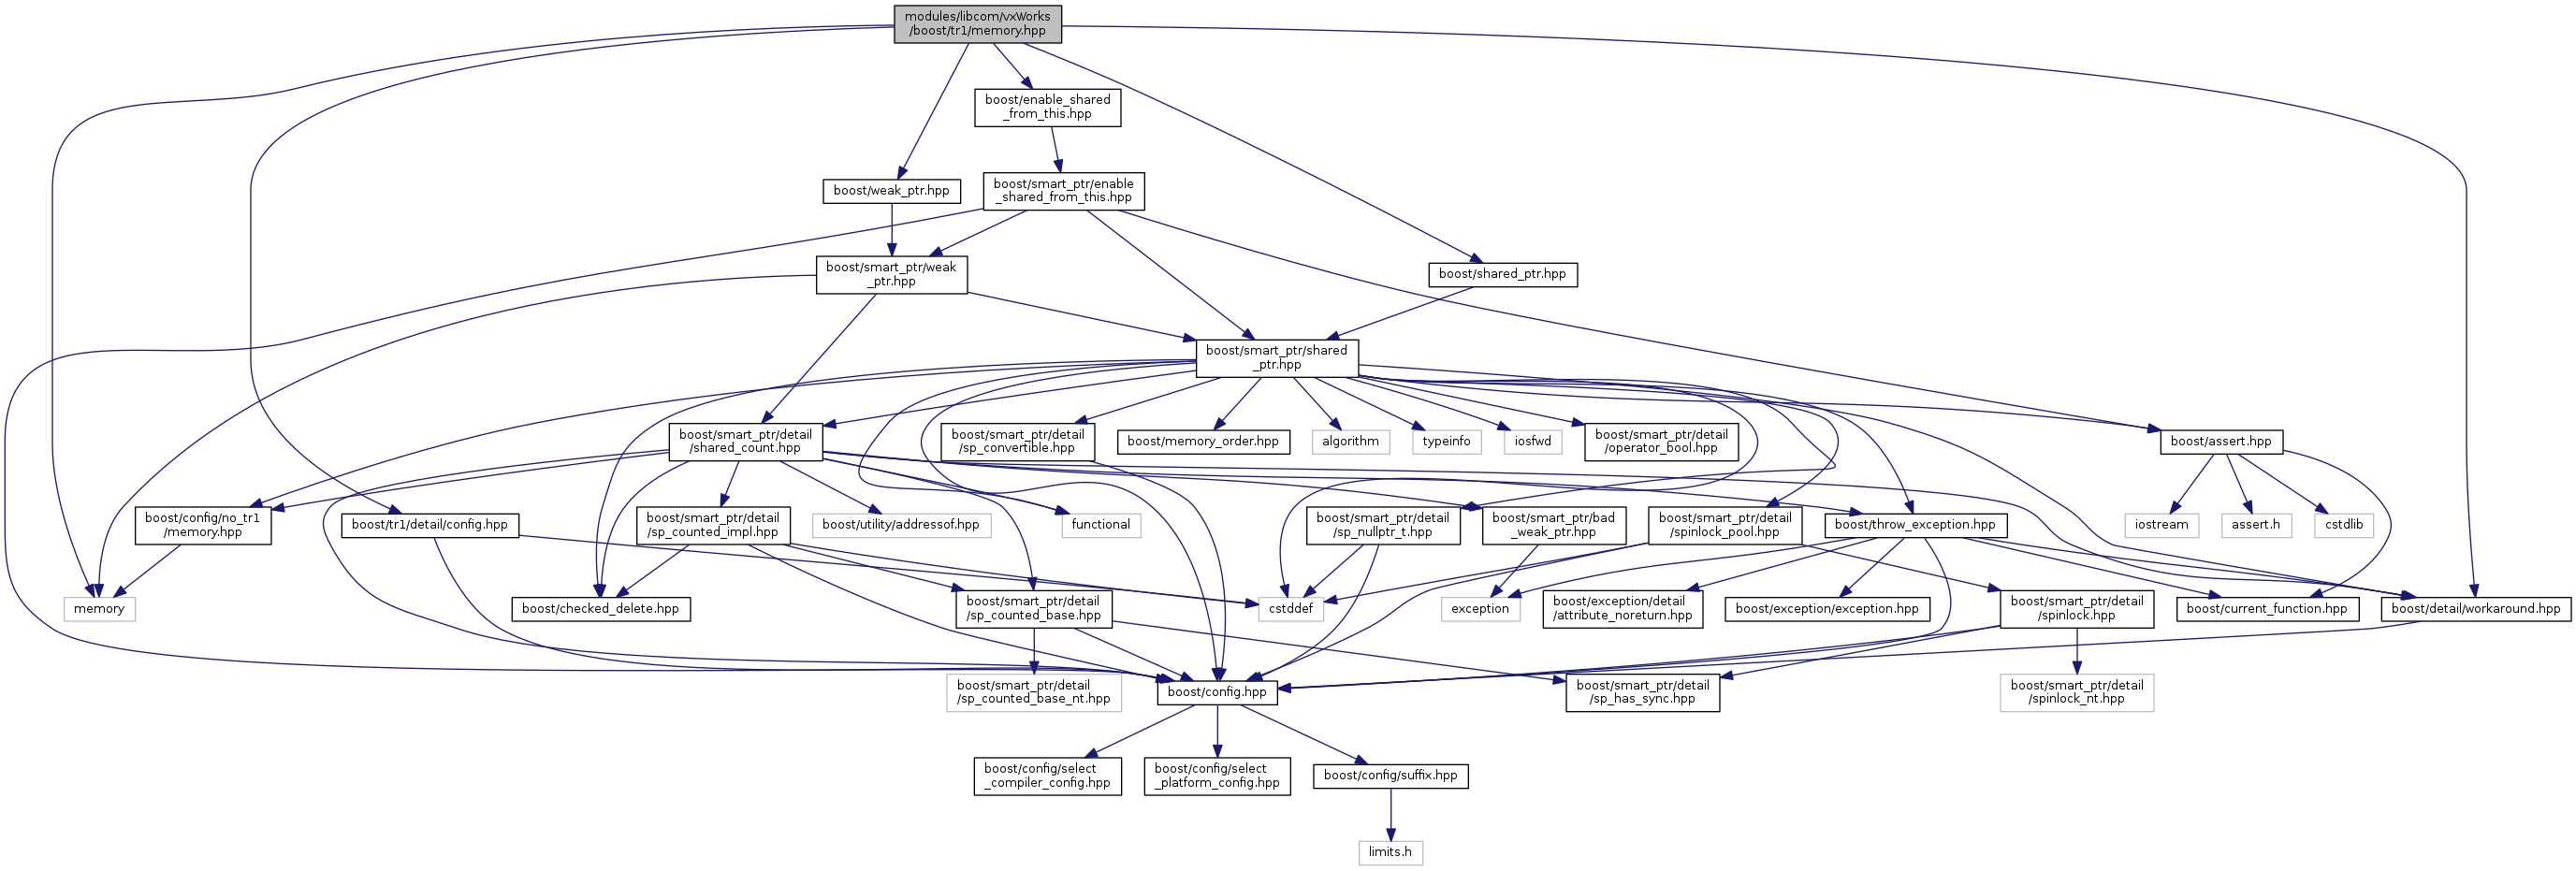 modules/libcom/vxWorks
/boost/tr1/memory.hpp
boost/enable_shared
_from_this.hpp
boost/weak_ptr.hpp
boost/smart_ptr/enable
_shared_from_this.hpp
boost/smart_ptr/weak
_ptr.hpp
boost/shared_ptr.hpp
boost/smart_ptr/shared
_ptr.hpp
boost/smart_ptr/detail
/shared_count.hpp
boost/smart_ptr/detail
/sp_convertible.hpp
boost/memory_order.hpp
algorithm
typeinfo
iosfwd
boost/smart_ptr/detail
/operator_bool.hpp
boost/assert.hpp
boost/config/no_tr1
/memory.hpp
boost/tr1/detail/config.hpp
boost/smart_ptr/detail
/sp_counted_impl.hpp
boost/utility/addressof.hpp
functional
boost/smart_ptr/detail
/sp_nullptr_t.hpp
boost/smart_ptr/bad
_weak_ptr.hpp
boost/smart_ptr/detail
/spinlock_pool.hpp
boost/throw_exception.hpp
iostream
assert.h
cstdlib
memory
boost/checked_delete.hpp
boost/smart_ptr/detail
/sp_counted_base.hpp
cstddef
exception
boost/exception/detail
/attribute_noreturn.hpp
boost/exception/exception.hpp
boost/smart_ptr/detail
/spinlock.hpp
boost/current_function.hpp
boost/detail/workaround.hpp
boost/smart_ptr/detail
/sp_counted_base_nt.hpp
boost/config.hpp
boost/smart_ptr/detail
/sp_has_sync.hpp
boost/smart_ptr/detail
/spinlock_nt.hpp
boost/config/select
_compiler_config.hpp
boost/config/select
_platform_config.hpp
boost/config/suffix.hpp
limits.h